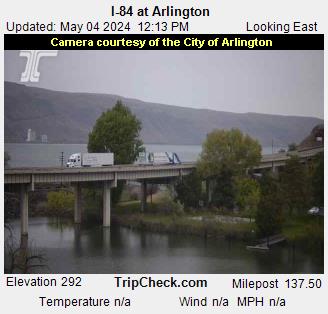 I-84 at Arlington
Updated: May 04 2024 12:13 PM Looking East
Camera courtesy of the City of Arlington
Elevation 292 TripCheck.com Milepost 137.50
Temperature n/a Wind n/a MPH n/a